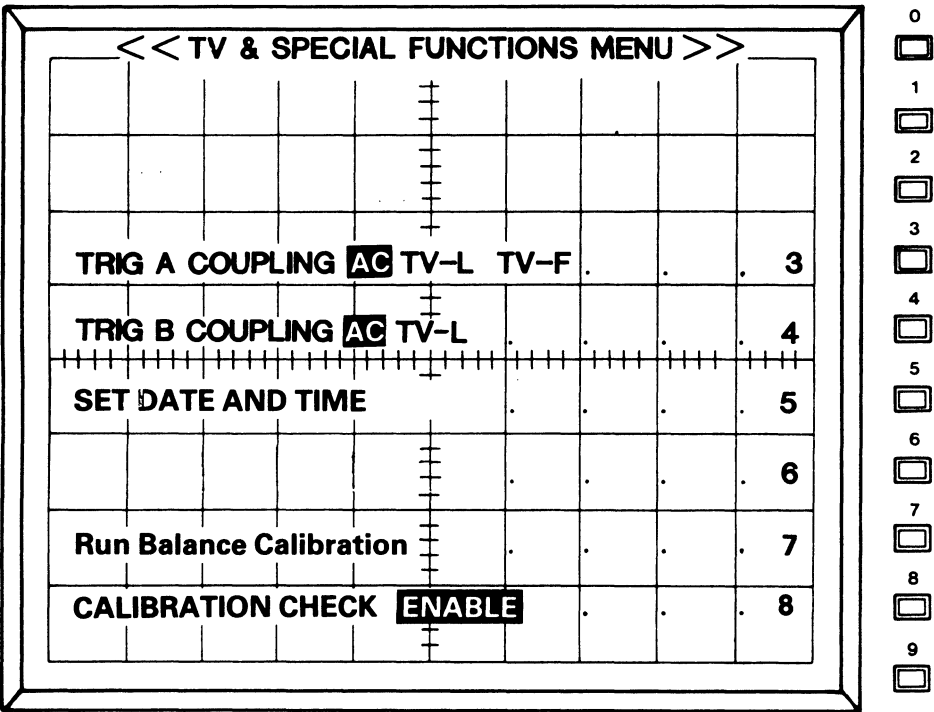 << TV & SPECIAL FUNCTIONS MENU >>
TRIG A COUPLING AC TV-L TV-F . . . 3
TRIG B COUPLING AC TV-L . . . . 4
SET DATE AND TIME . . . . 5
. . . . 6
Run Balance Calibration . . . . 7
CALIBRATION CHECK ENABLE . . . 8
0
1
2
3
4
5
6
7
8
9